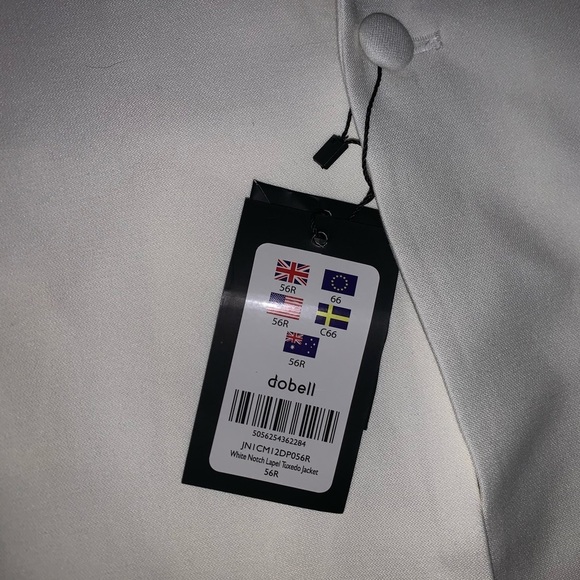 56R
66
56R
C66
56R
dobell
5056254362284
JN1CM12DP056R
White Notch Lapel Tuxedo Jacket
56R